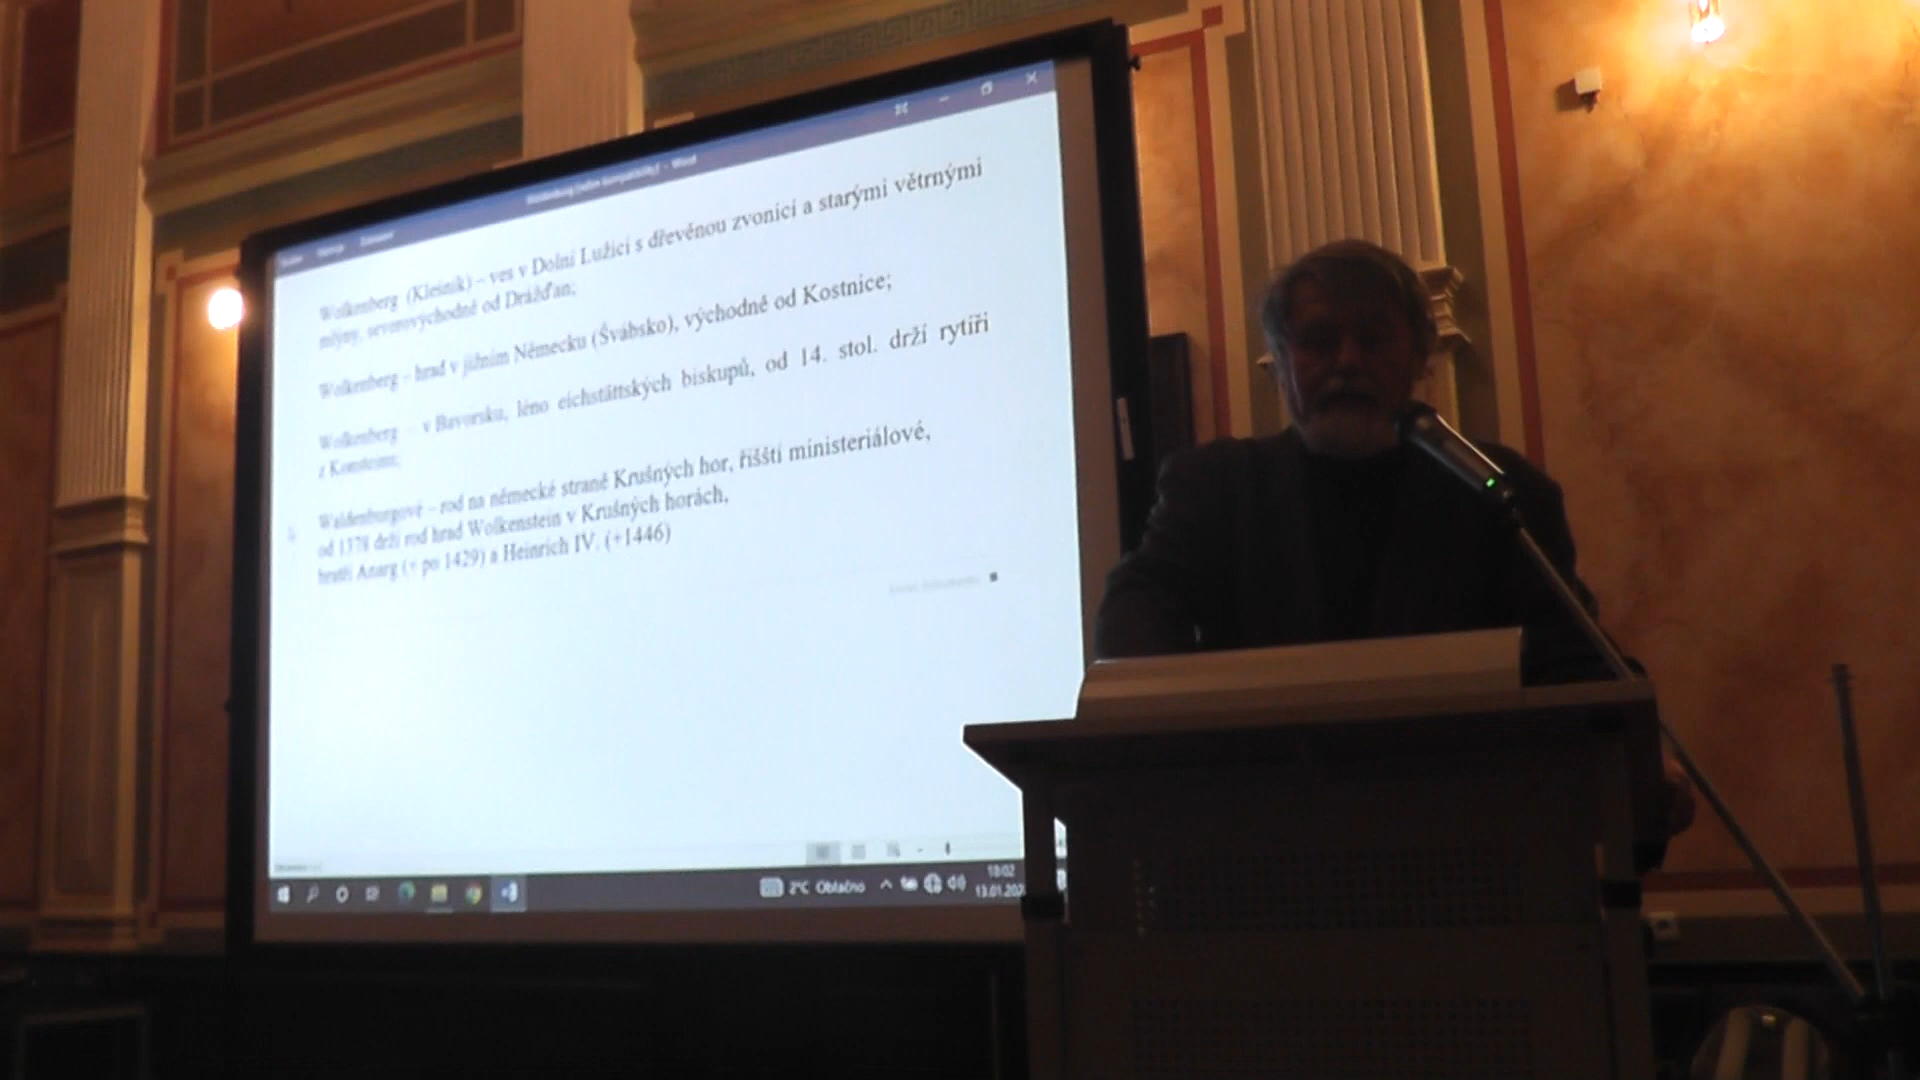 Wolkenberg (Klešnik) – ves v Dolní Lužici s dřevěnou zvonicí a starými větrnými
mlýny, severovýchodně od Drážďan;
Wolkenberg – hrad v jižním Německu (Švábsko), východně od Kostnice;
Wolkenberg – v Bavorsku, léno eichstättských biskupů, od 14. stol. drží rytíři
z Konsteinu;
Waldenburgové – rod na německé straně Krušných hor, říšští ministeriálové,
od 1378 drží rod hrad Wolkenstein v Krušných horách,
bratři Anarg (+ po 1429) a Heinrich IV. (+1446)
2°C Oblačno
18:02
13.01.202